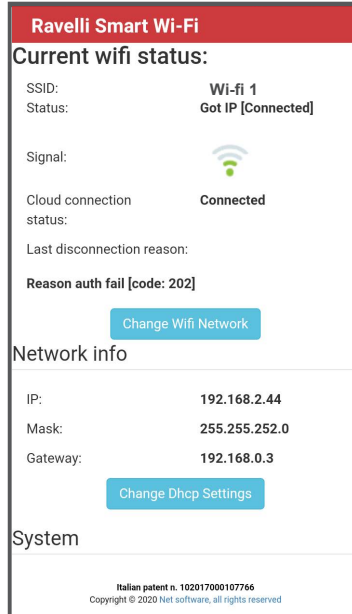 Ravelli Smart Wi-Fi
Current wifi status:
SSID: Wi-fi 1
Status: Got IP [Connected]
Signal:
Cloud connection Connected
status:
Last disconnection reason:
Reason auth fail [code: 202]
Change Wifi Network
Network info
IP: 192.168.2.44
Mask: 255.255.252.0
Gateway: 192.168.0.3
Change Dhcp Settings
System
Italian patent n. 102017000107766
Copyright © 2020 Net software, all rights reserved